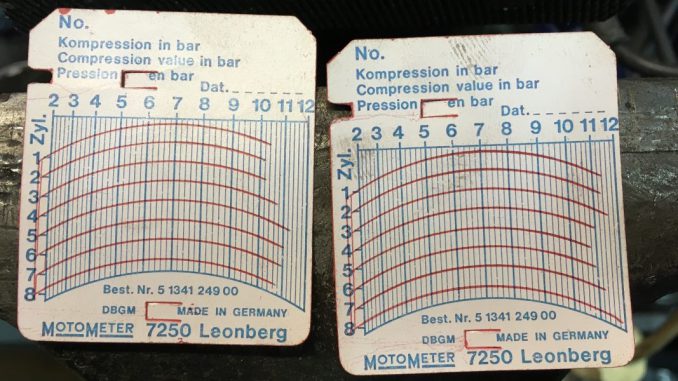 No.
Kompression in bar
Compression value in bar
Pression en bar
Dat.
2 3 4 5 6 7 8 9 10 11 12
Zyl.
1
2
3
4
5
6
7
8
Best. Nr. 5 1341 249 00
DBGM MADE IN GERMANY
MOTOMETER 7250 Leonberg
No.
Kompression in bar
Compression value in bar
Pression en bar
Dat.
2 3 4 5 6 7 8 9 10 11 12
Zyl.
1
2
3
4
5
6
7
8
Best. Nr. 5 1341 249 00
DBGM MADE IN GERMANY
MOTOMETER 7250 Leonberg